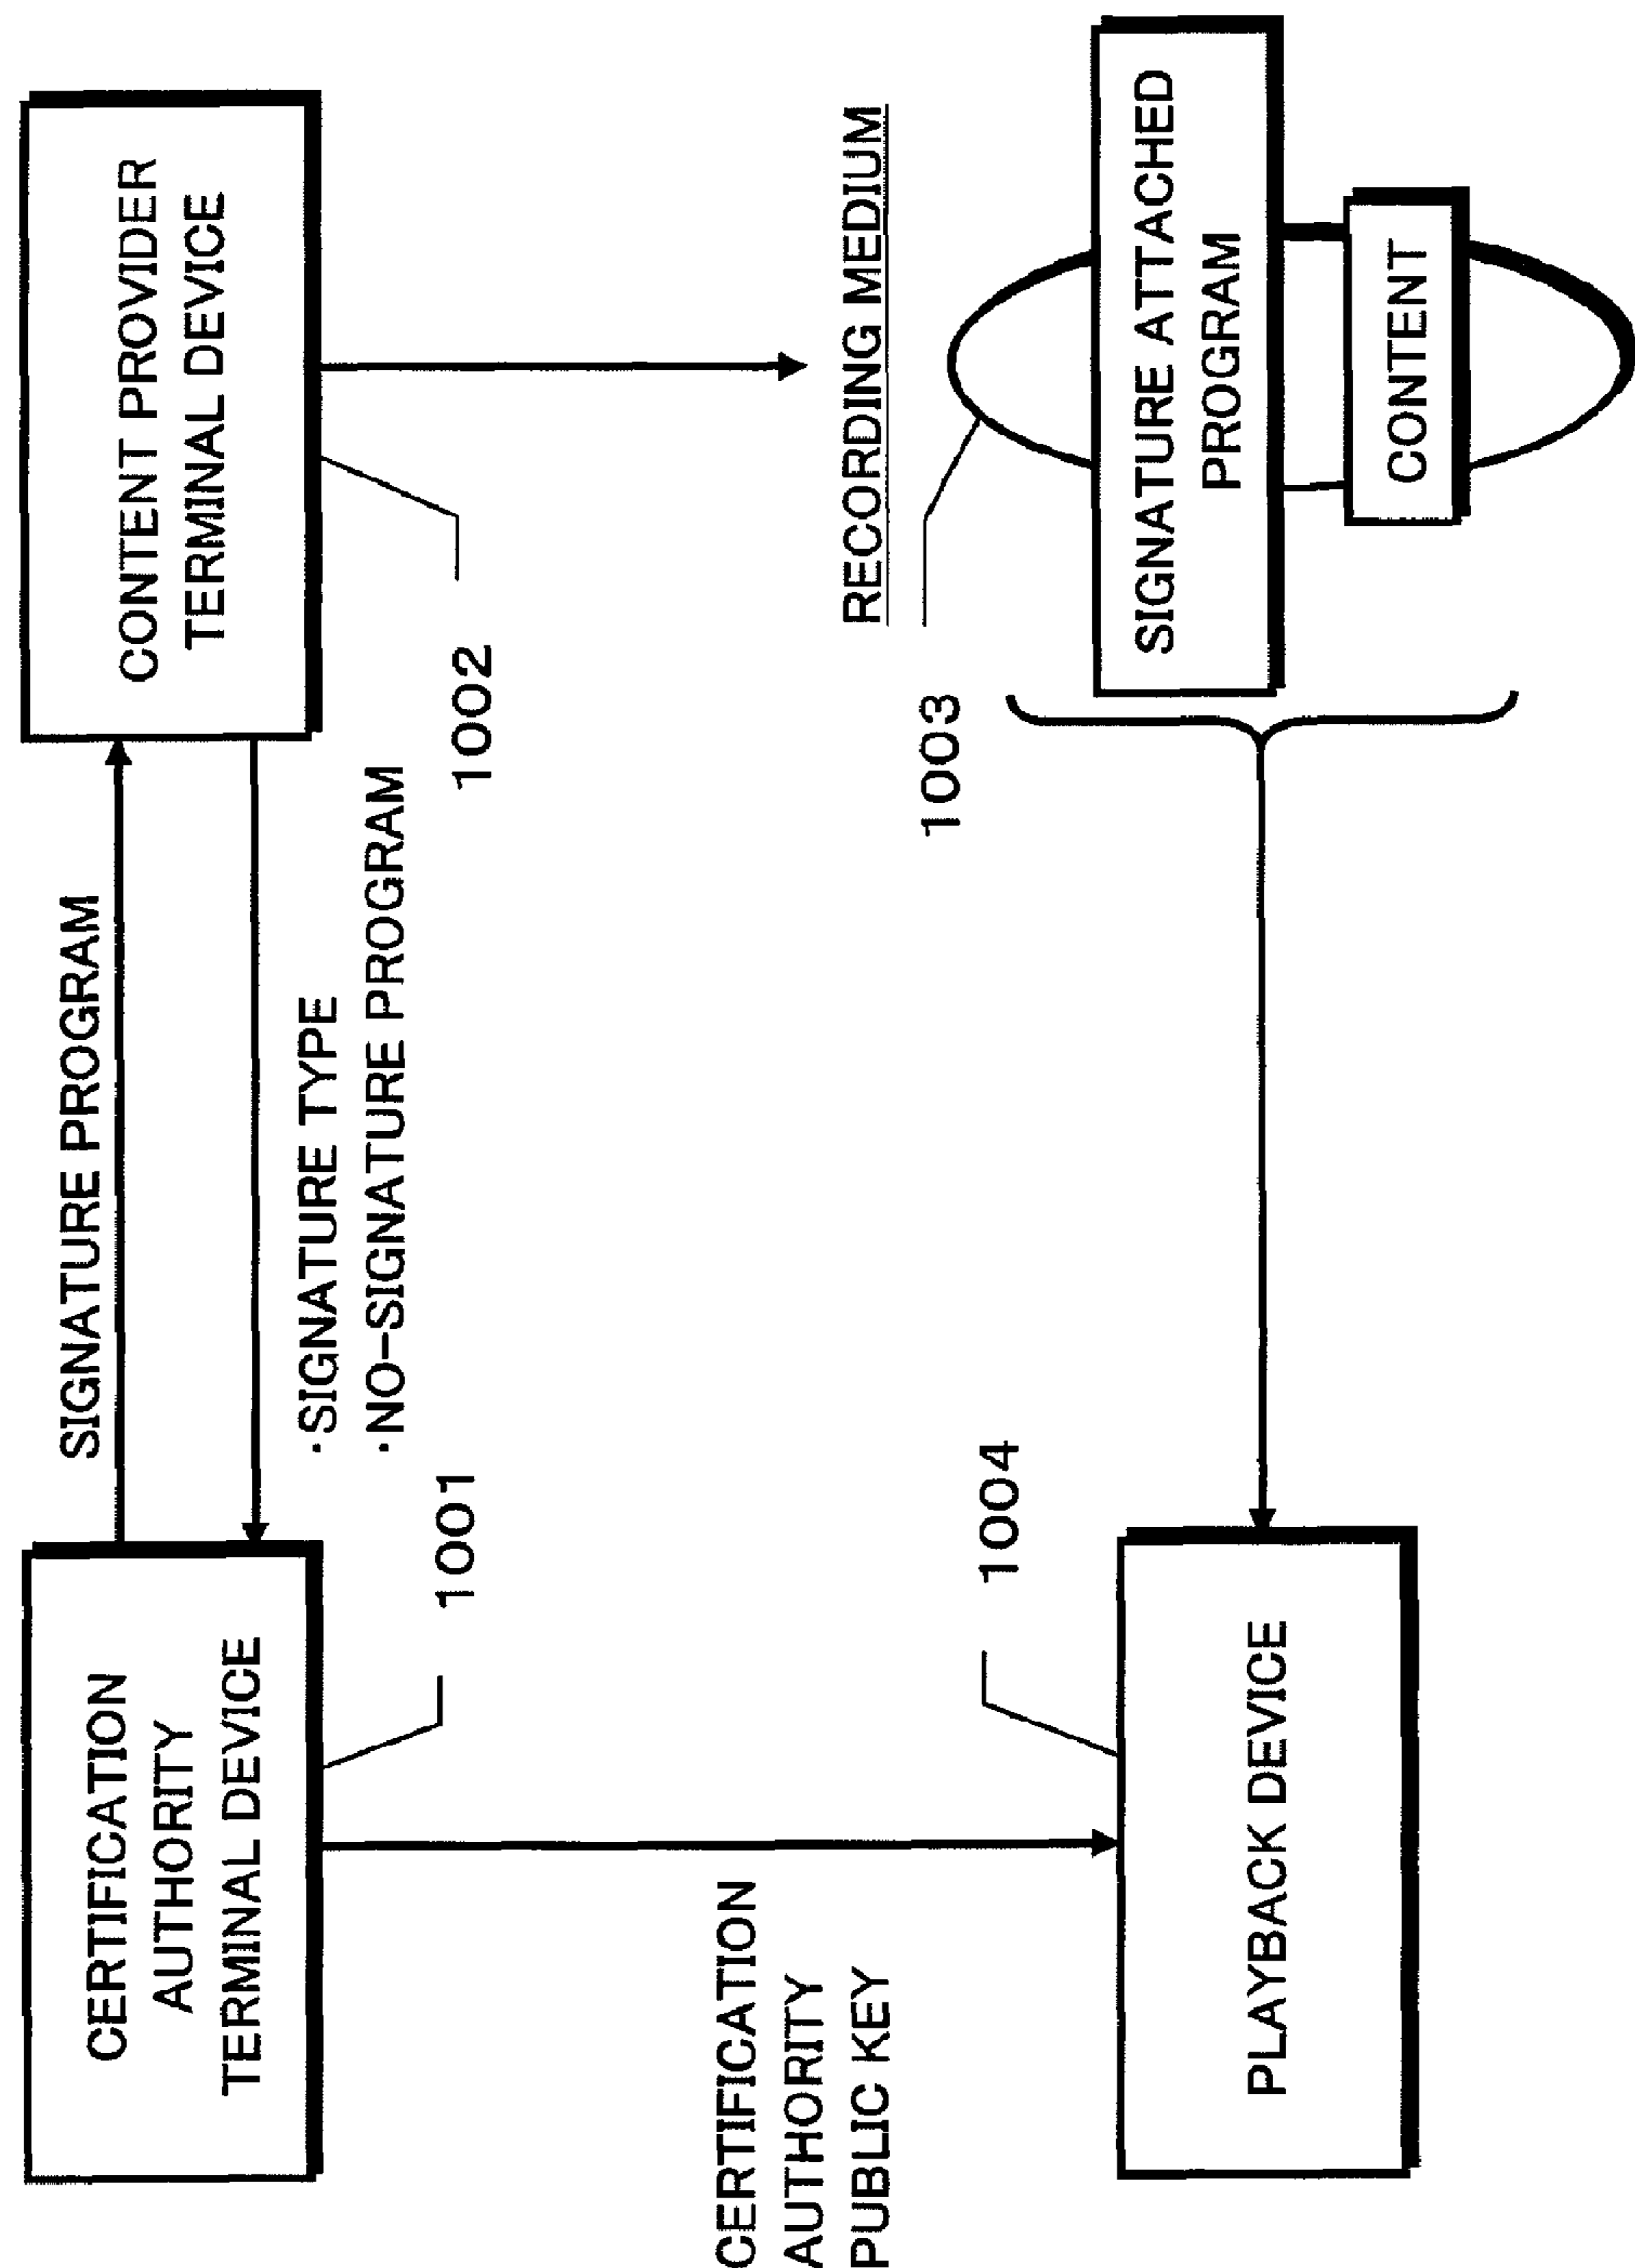 CERTIFICATION
AUTHORITY
TERMINAL DEVICE
1001
SIGNATURE PROGRAM
·SIGNATURE TYPE
·NO-SIGNATURE PROGRAM
CONTENT PROVIDER
TERMINAL DEVICE
1002
CERTIFICATION
AUTHORITY
PUBLIC KEY
RECORDING MEDIUM
1003
SIGNATURE ATTACHED
PROGRAM
CONTENT
1004
PLAYBACK DEVICE